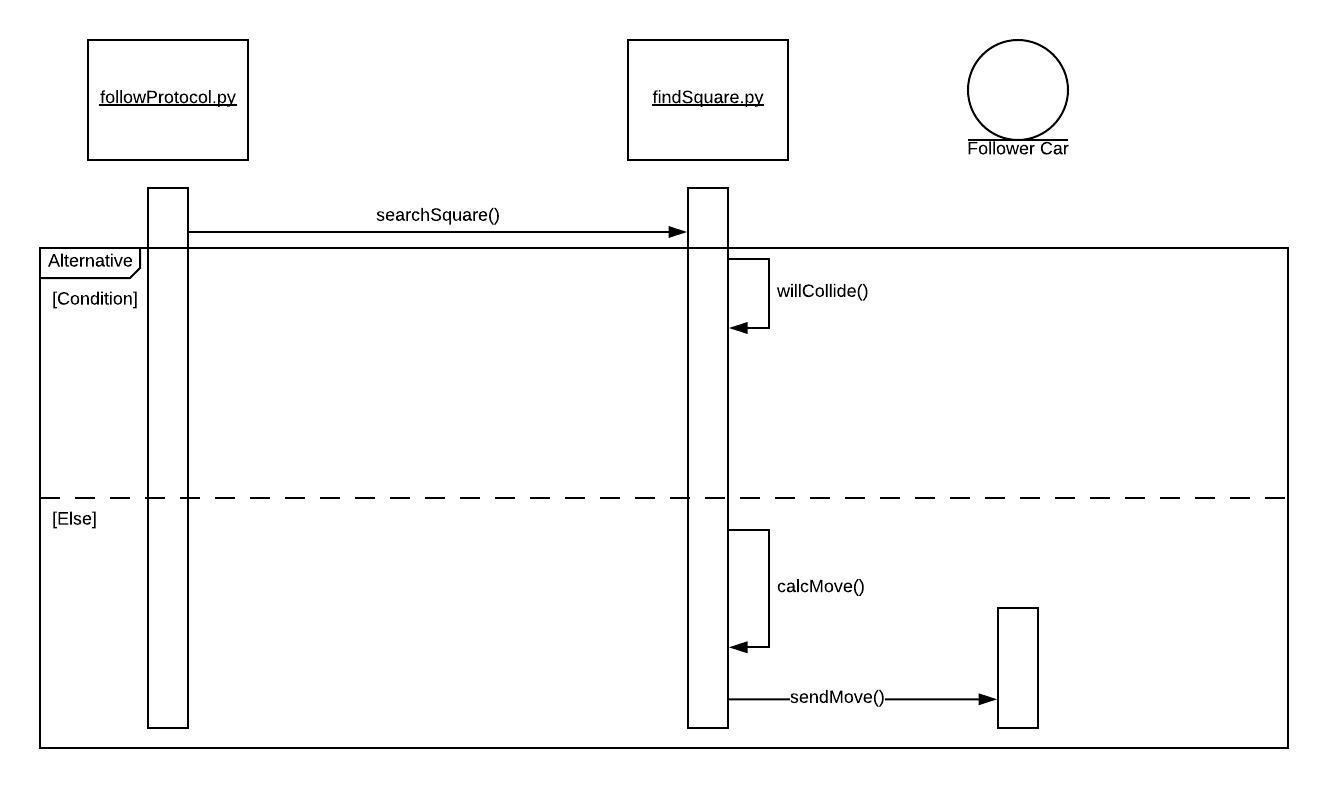 followProtocol.py
findSquare.py
Follower Car
searchSquare()
Alternative
[Condition]
willCollide()
[Else]
calcMove()
sendMove()